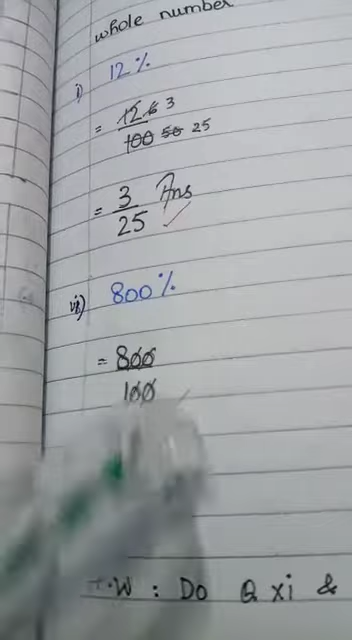 whole number
i) 12%
= 12 6 3
100 50 25
= 3 Ans
25
vi) 800%
= 800
100
.W : Do Q xi &